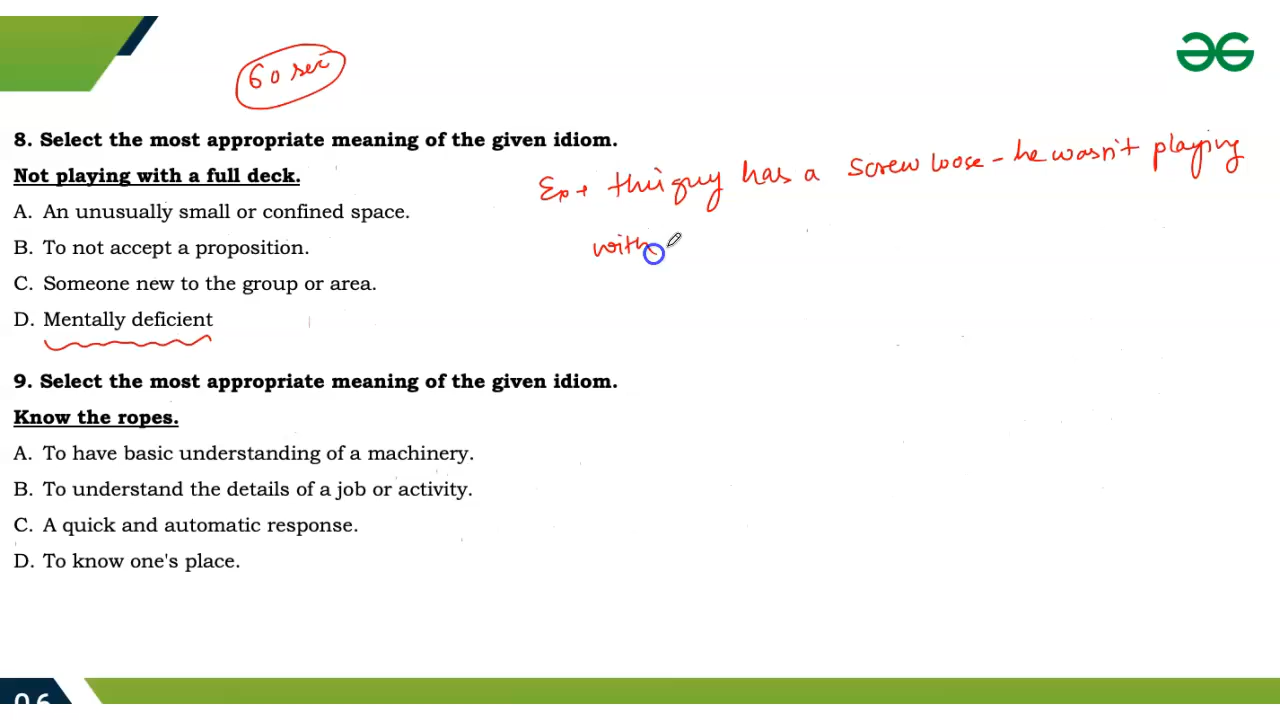 60 sec
8. Select the most appropriate meaning of the given idiom.
Not playing with a full deck.
Ex → this guy has a screw loose - he wasn't playing
with
A. An unusually small or confined space.
B. To not accept a proposition.
C. Someone new to the group or area.
D. Mentally deficient
9. Select the most appropriate meaning of the given idiom.
Know the ropes.
A. To have basic understanding of a machinery.
B. To understand the details of a job or activity.
C. A quick and automatic response.
D. To know one's place.
06